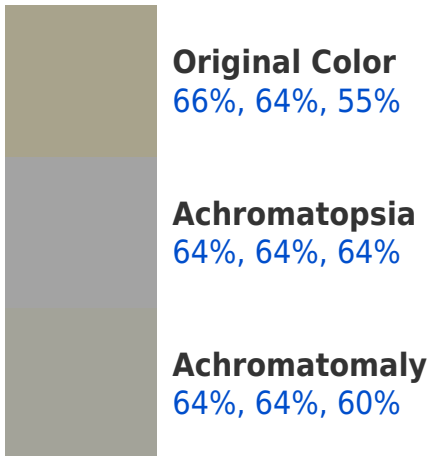 Original Color
66%, 64%, 55%
Achromatopsia
64%, 64%, 64%
Achromatomaly
64%, 64%, 60%